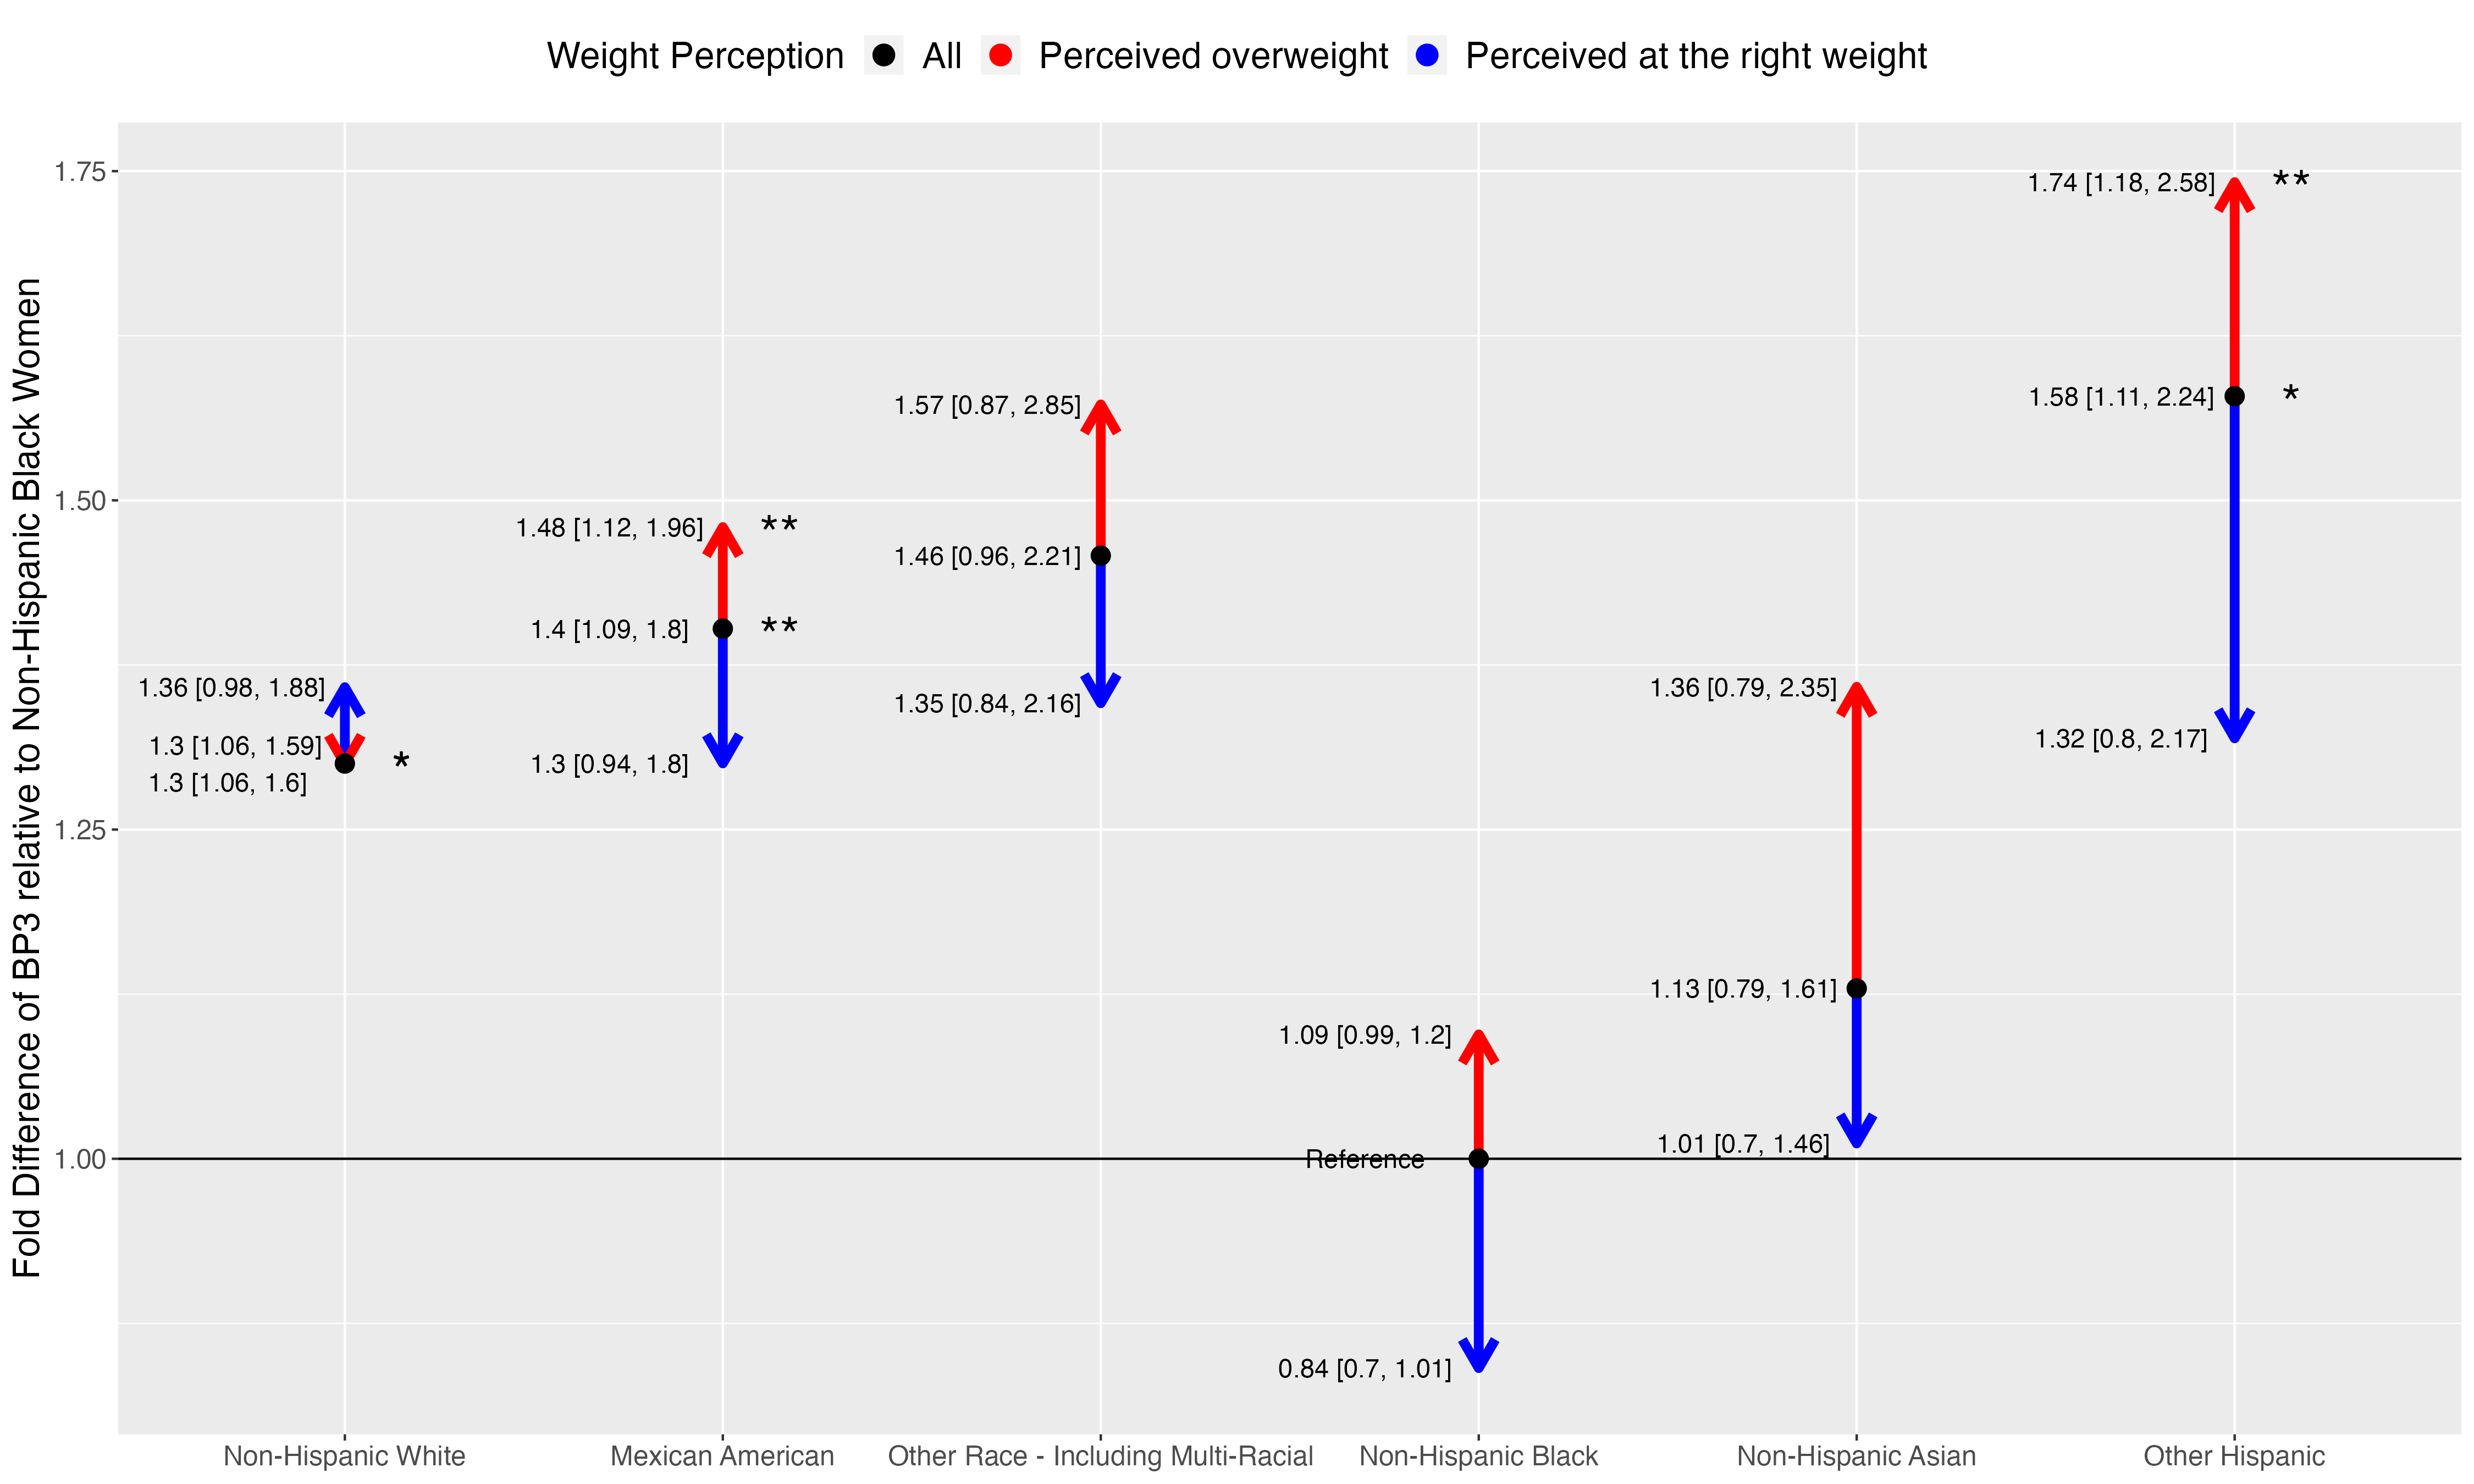 Weight Perception All Perceived overweight Perceived at the right weight
Fold Difference of BP3 relative to Non-Hispanic Black Women
1.75
1.50
1.25
1.00
1.36 [0.98, 1.88]
1.3 [1.06, 1.59]
*
1.3 [1.06, 1.6]
1.48 [1.12, 1.96]
**
1.4 [1.09, 1.8]
**
1.3 [0.94, 1.8]
1.57 [0.87, 2.85]
1.46 [0.96, 2.21]
1.35 [0.84, 2.16]
1.09 [0.99, 1.2]
Reference
0.84 [0.7, 1.01]
1.36 [0.79, 2.35]
1.13 [0.79, 1.61]
1.01 [0.7, 1.46]
1.74 [1.18, 2.58]
**
1.58 [1.11, 2.24]
*
1.32 [0.8, 2.17]
Non-Hispanic White
Mexican American
Other Race - Including Multi-Racial
Non-Hispanic Black
Non-Hispanic Asian
Other Hispanic